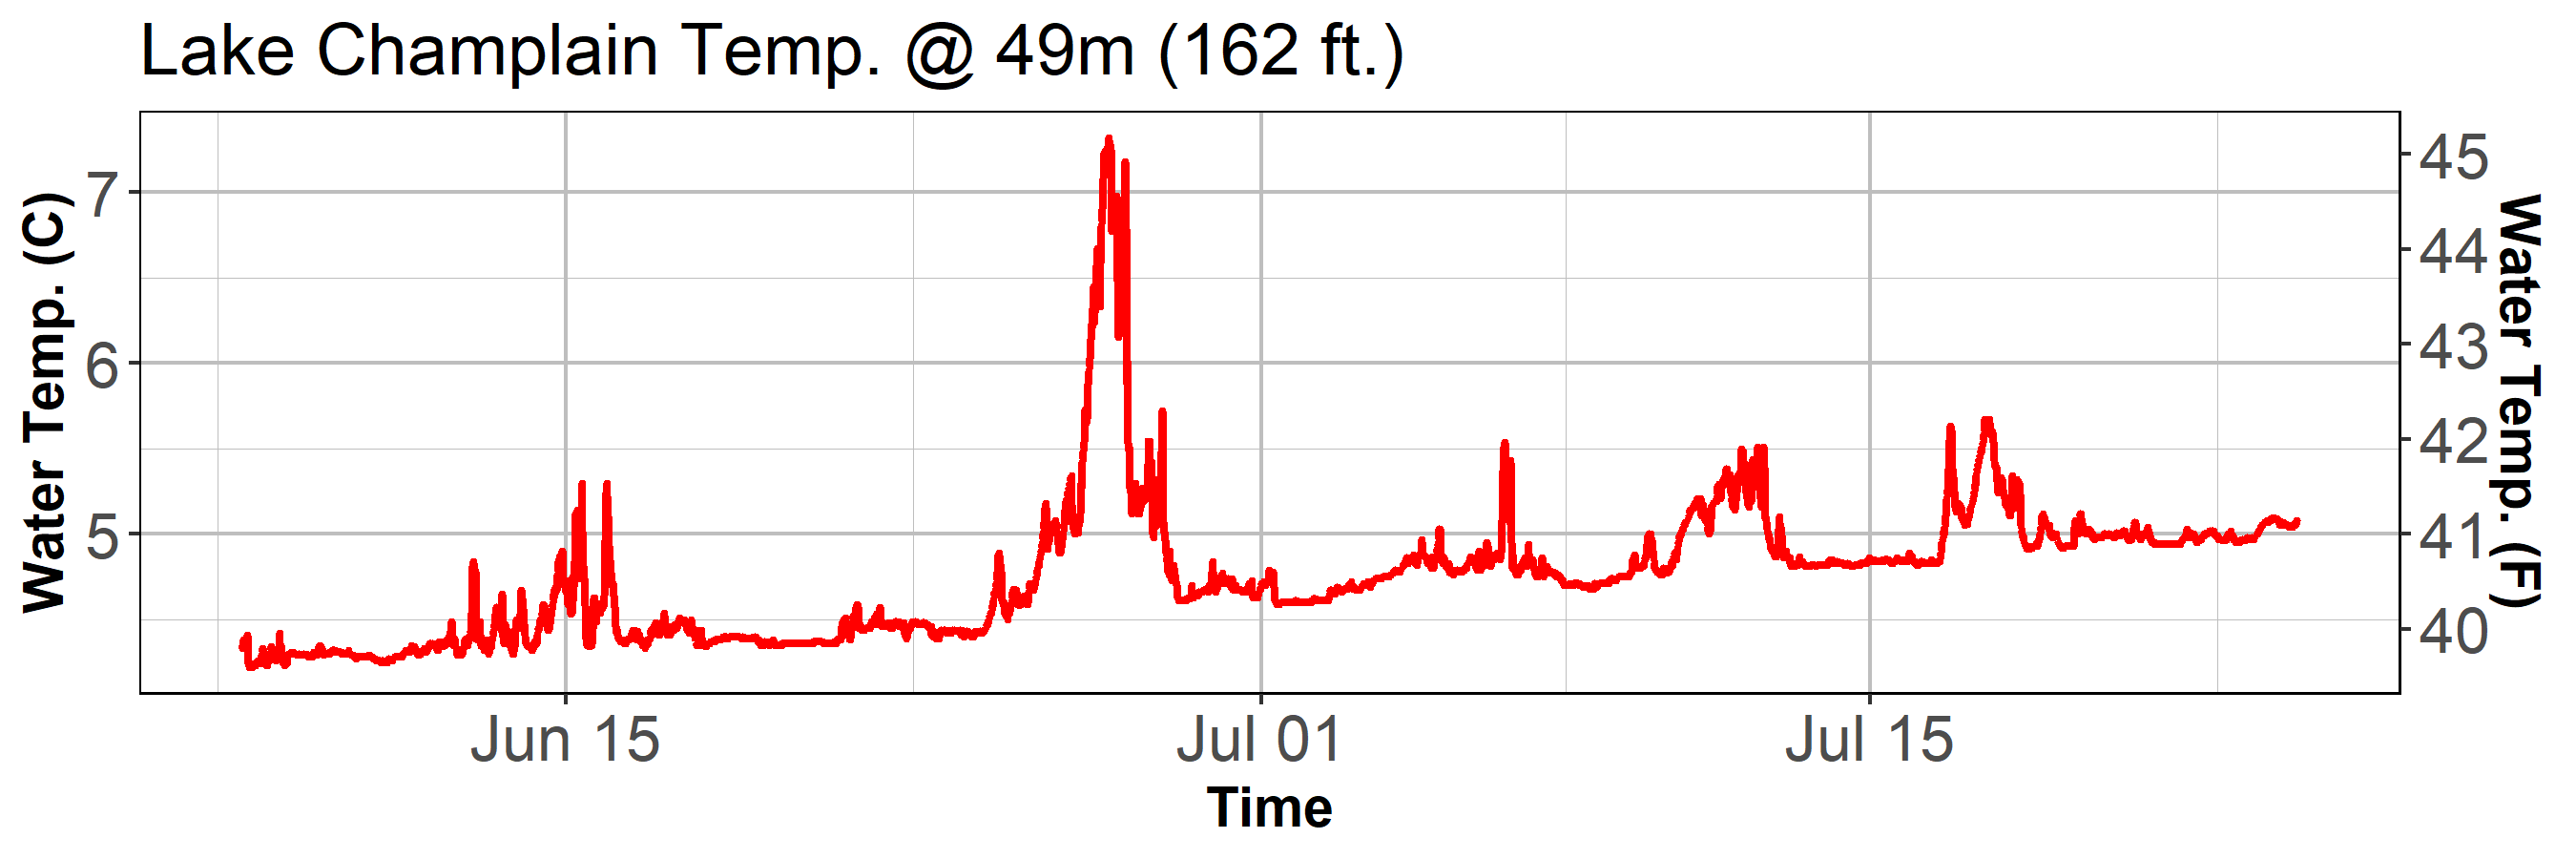 Lake Champlain Temp. @ 49m (162 ft.)
Water Temp. (C)
7
6
5
45
44
43
42
41
40
Water Temp. (F)
Jun 15
Jul 01
Jul 15
Time